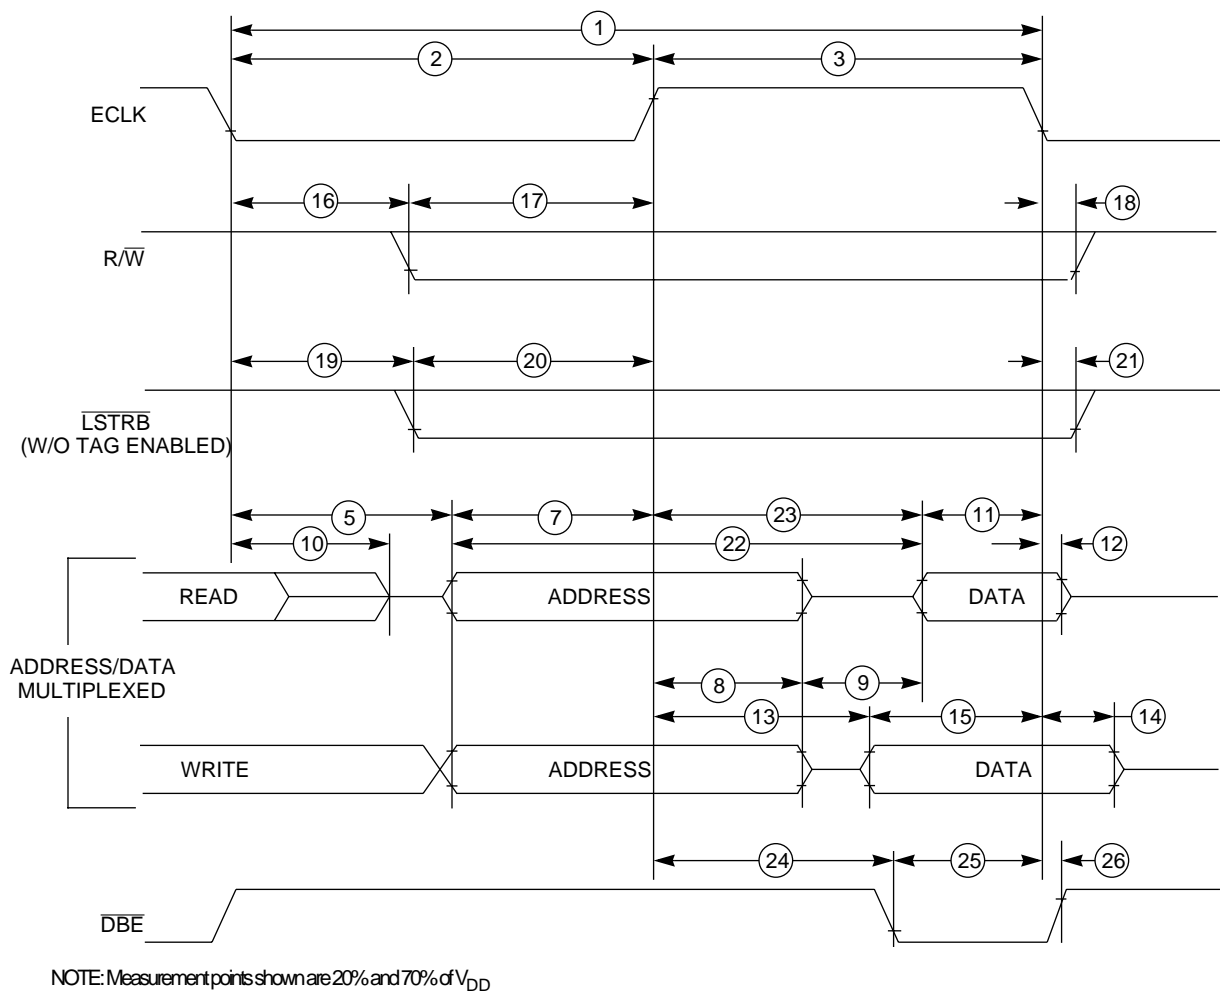 1
2
3
ECLK
16
17
18
R/W̅
19
20
21
L̅S̅T̅R̅B̅
(W/O TAG ENABLED)
5
7
23
11
10
22
12
READ
ADDRESS
DATA
ADDRESS/DATA
MULTIPLEXED
8
9
13
15
14
WRITE
ADDRESS
DATA
24
25
26
D̅B̅E̅
NOTE: Measurement points shown are 20% and 70% of VDD